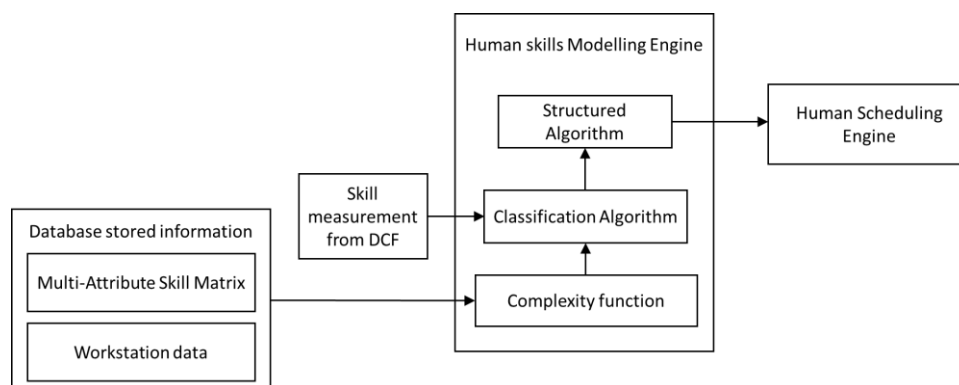 Human skills Modelling Engine
Structured
Algorithm
Human Scheduling
Engine
Skill
measurement
from DCF
Classification Algorithm
Database stored information
Multi-Attribute Skill Matrix
Complexity function
Workstation data